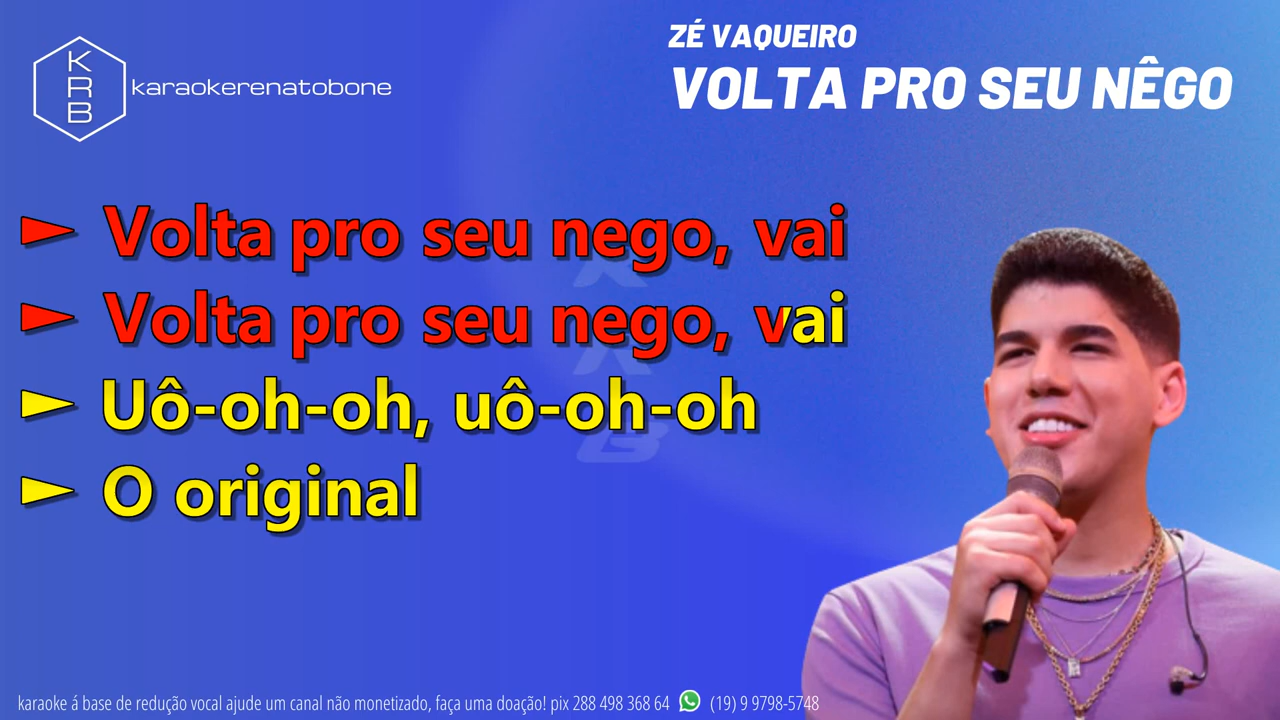 KRB
karaokerenatobone
ZÉ VAQUEIRO
VOLTA PRO SEU NÊGO
► Volta pro seu nego, vai
► Volta pro seu nego, vai
► Uô-oh-oh, uô-oh-oh
► O original
KRB
karaoke á base de redução vocal ajude um canal não monetizado, faça uma doação! pix 288 498 368 64 (19) 9 9798-5748